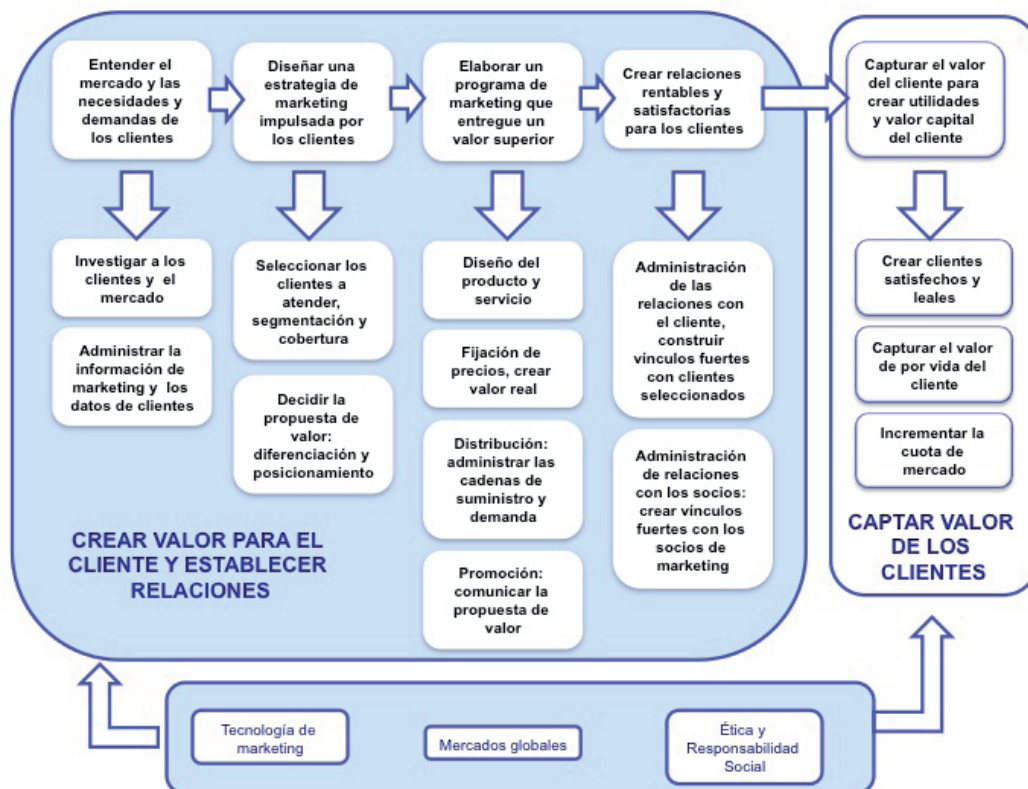 Entender el
mercado y las
necesidades y
demandas de
los clientes
Diseñar una
estrategia de
marketing
impulsada por
los clientes
Elaborar un
programa de
marketing que
entregue un
valor superior
Crear relaciones
rentables y
satisfactorias
para los clientes
Capturar el valor
del cliente para
crear utilidades
y valor capital
del cliente
Investigar a los
clientes y el
mercado
Administrar la
información de
marketing y los
datos de clientes
Seleccionar los
clientes a
atender,
segmentación y
cobertura
Decidir la
propuesta de
valor:
diferenciación y
posicionamiento
Diseño del
producto y
servicio
Fijación de
precios, crear
valor real
Distribución:
administrar las
cadenas de
suministro y
demanda
Promoción:
comunicar la
propuesta de
valor
Administración
de las
relaciones con
el cliente,
construir
vínculos fuertes
con clientes
seleccionados
Administración
de relaciones
con los socios:
crear vínculos
fuertes con los
socios de
marketing
Crear clientes
satisfechos y
leales
Capturar el valor
de por vida del
cliente
Incrementar la
cuota de
mercado
CREAR VALOR PARA EL
CLIENTE Y ESTABLECER
RELACIONES
CAPTAR VALOR
DE LOS
CLIENTES
Tecnología de
marketing
Mercados globales
Ética y
Responsabilidad
Social